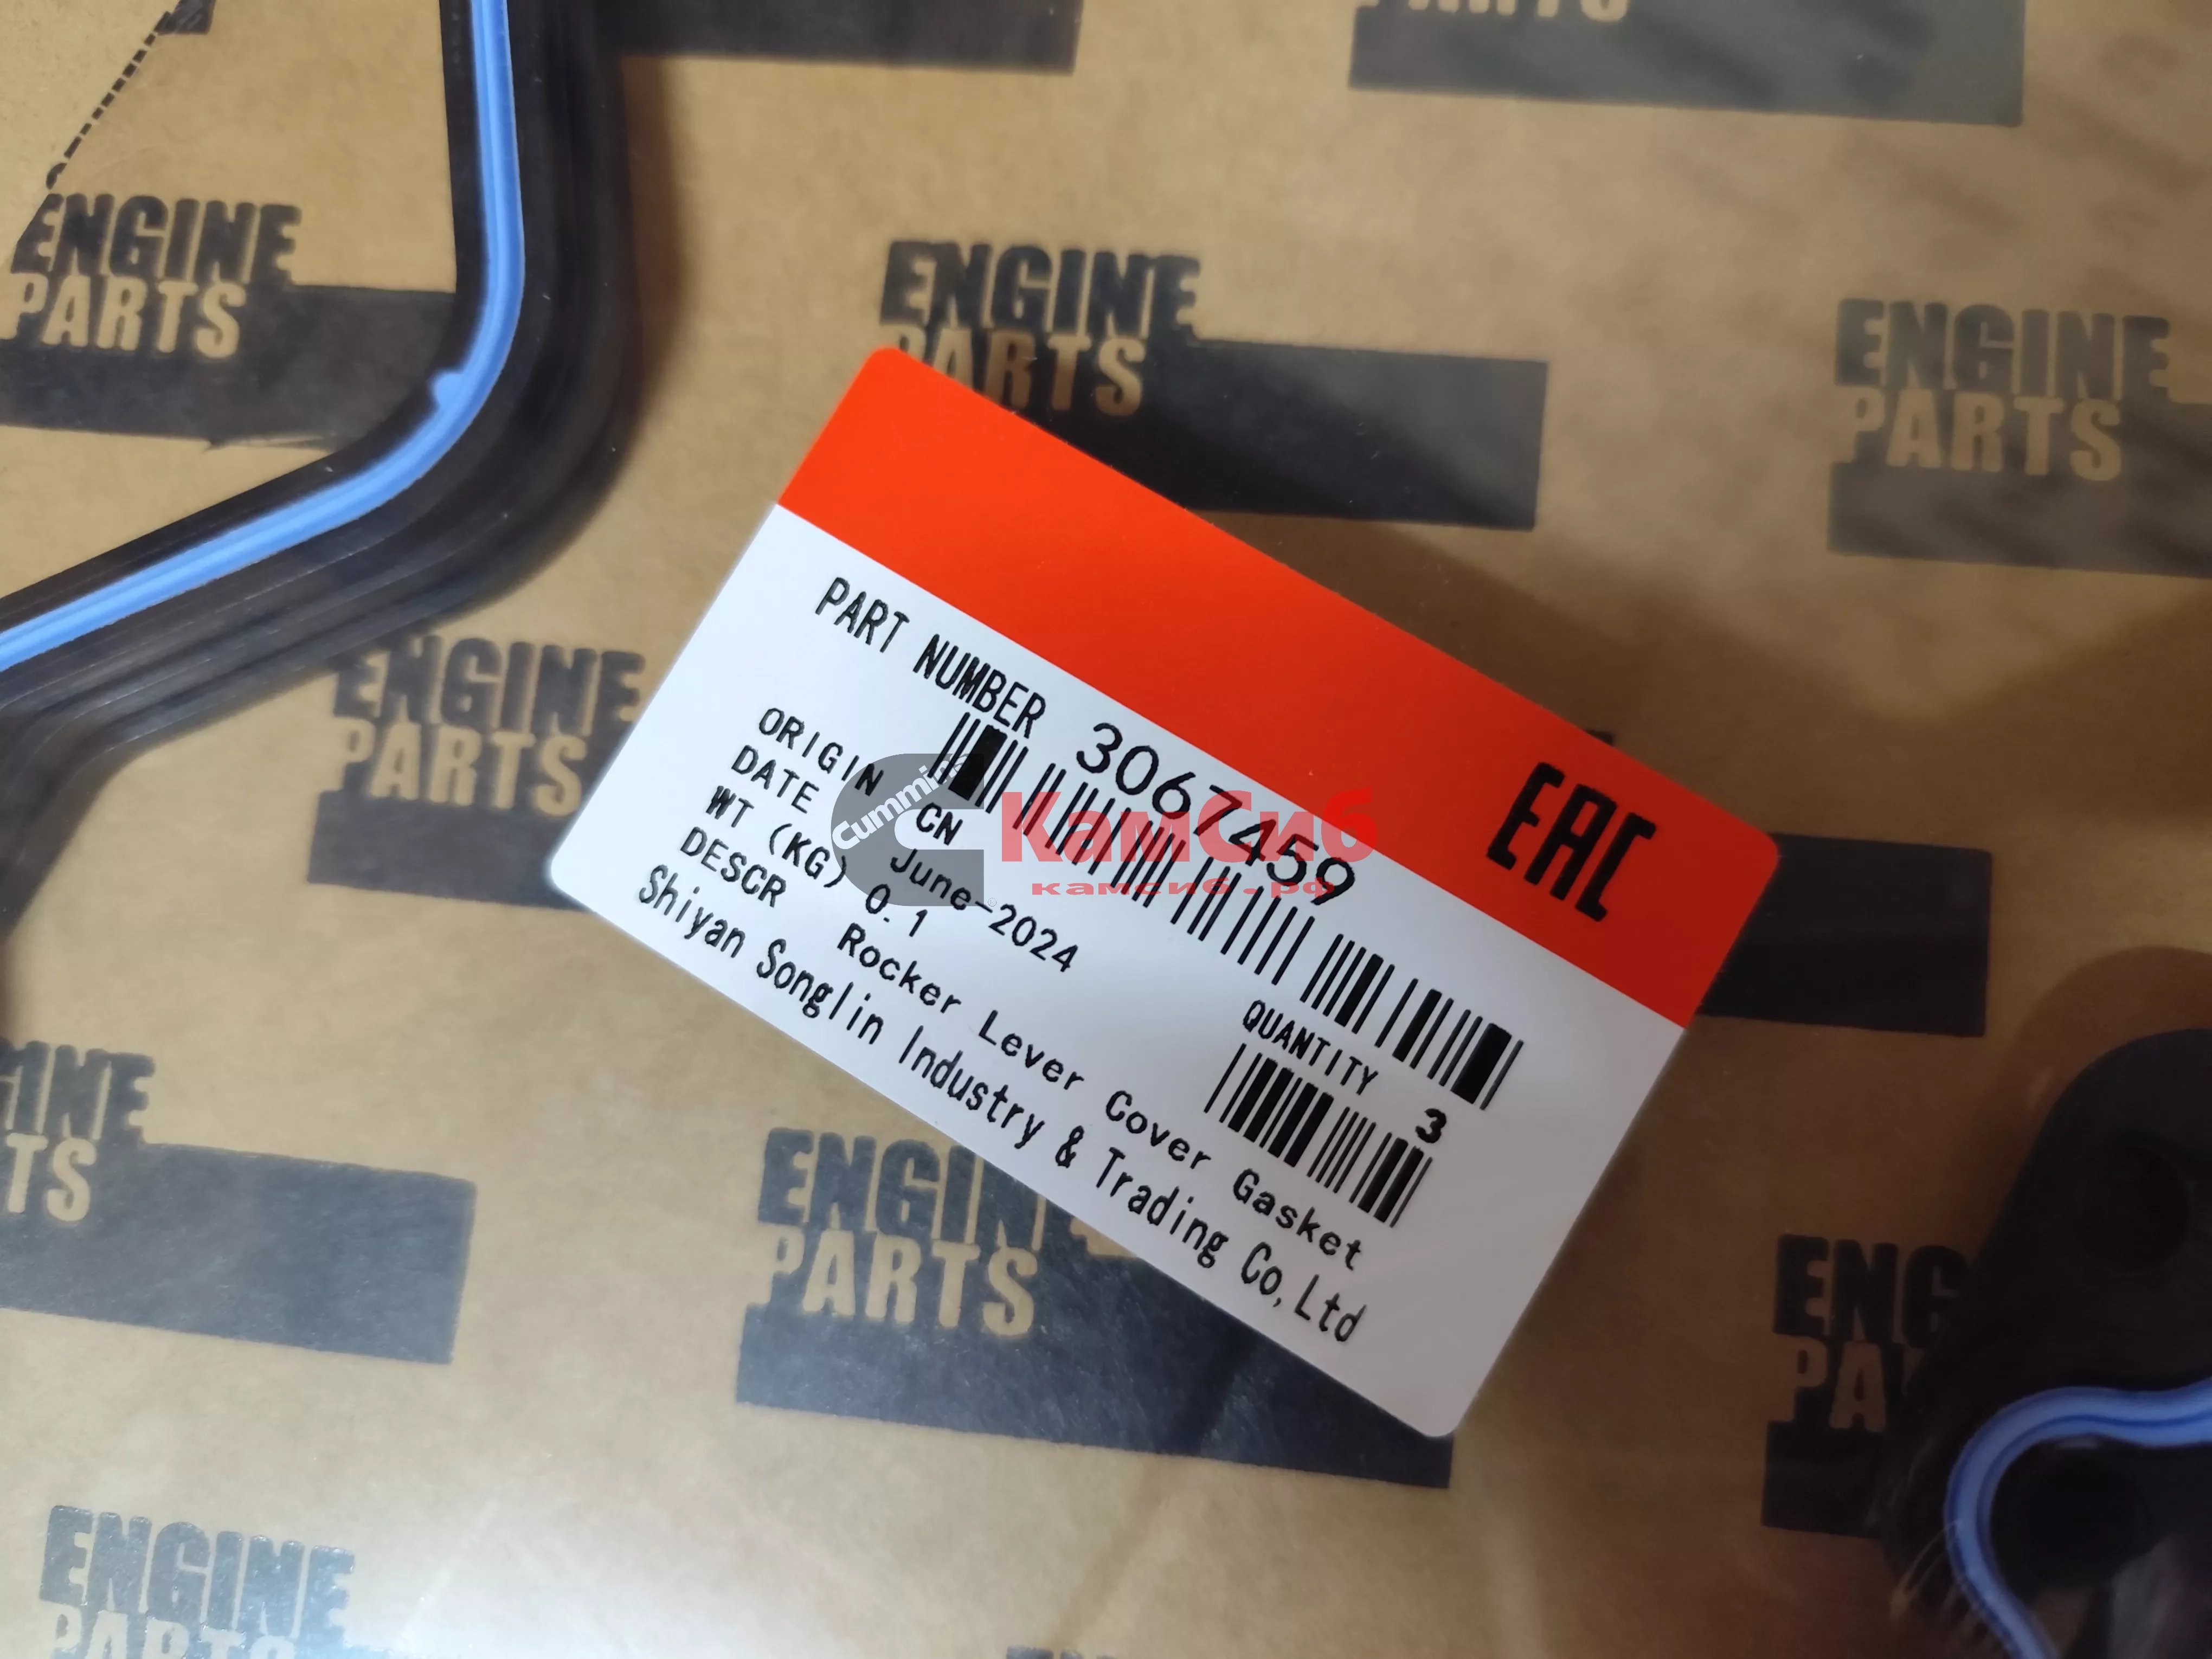 ENGINE
PARTS
ENGINE
PARTS
ENGINE
PARTS
ENGINE
PARTS
EAC
PART NUMBER 3067459
ORIGIN CN
DATE June-2024
WT (KG) 0.1
QUANTITY 3
DESCR Rocker Lever Cover Gasket
Shiyan Songlin Industry & Trading Co,Ltd
Cummins
КамСиб
камсиб.рф
ENGINE
PARTS
ENGINE
PARTS